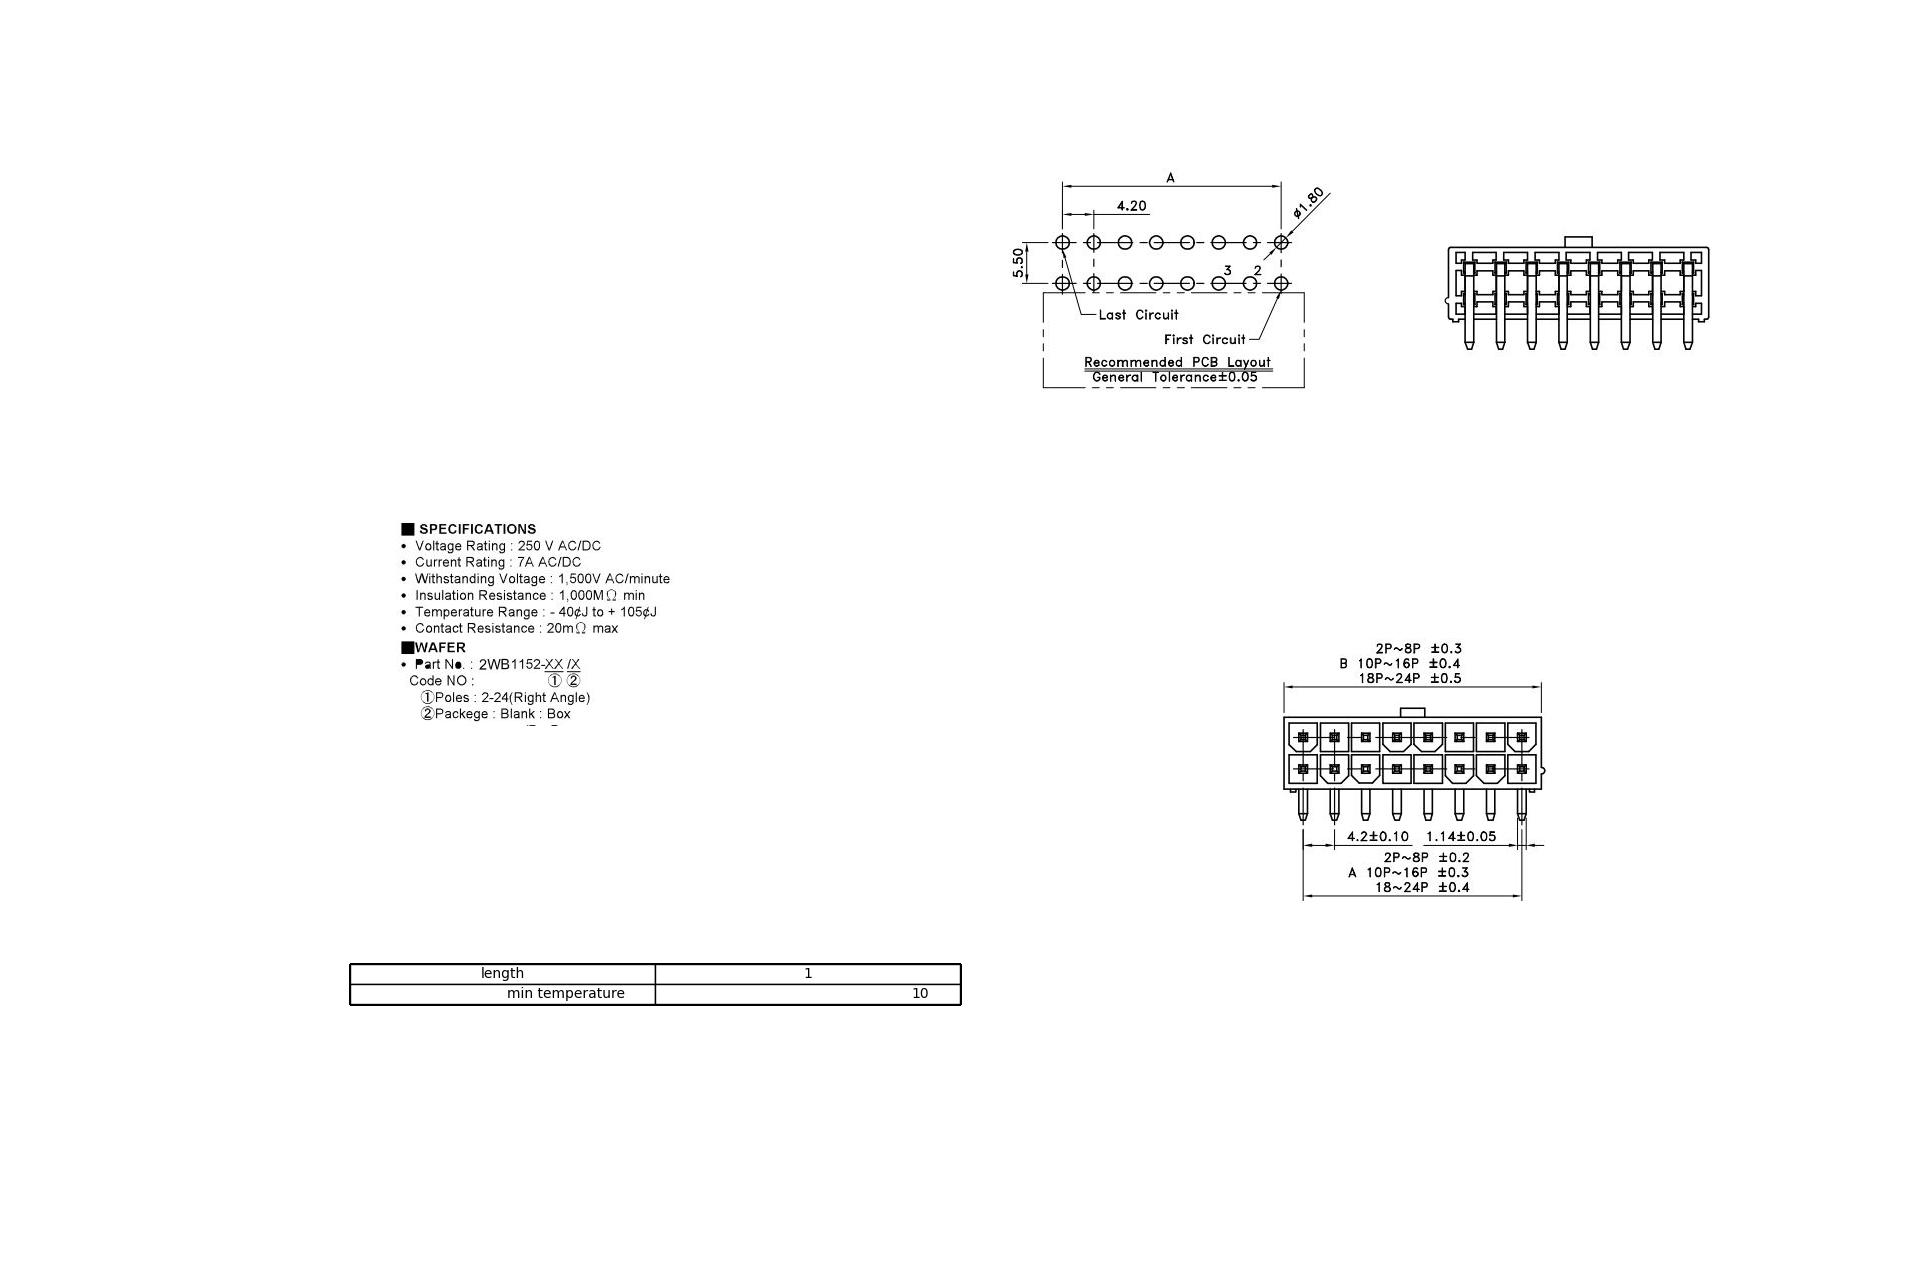 A
4.20
ø1.80
5.50
3 2
Last Circuit
First Circuit
Recommended PCB Layout
General Tolerance±0.05
■ SPECIFICATIONS
• Voltage Rating : 250 V AC/DC
• Current Rating : 7A AC/DC
• Withstanding Voltage : 1,500V AC/minute
• Insulation Resistance : 1,000MΩ min
• Temperature Range : - 40¢J to + 105¢J
• Contact Resistance : 20mΩ max
■WAFER
• Part No. : 2WB1152-XX /X
Code NO : ① ②
①Poles : 2-24(Right Angle)
②Packege : Blank : Box
2P~8P ±0.3
B 10P~16P ±0.4
18P~24P ±0.5
4.2±0.10 1.14±0.05
2P~8P ±0.2
A 10P~16P ±0.3
18~24P ±0.4
length 1
min temperature 10